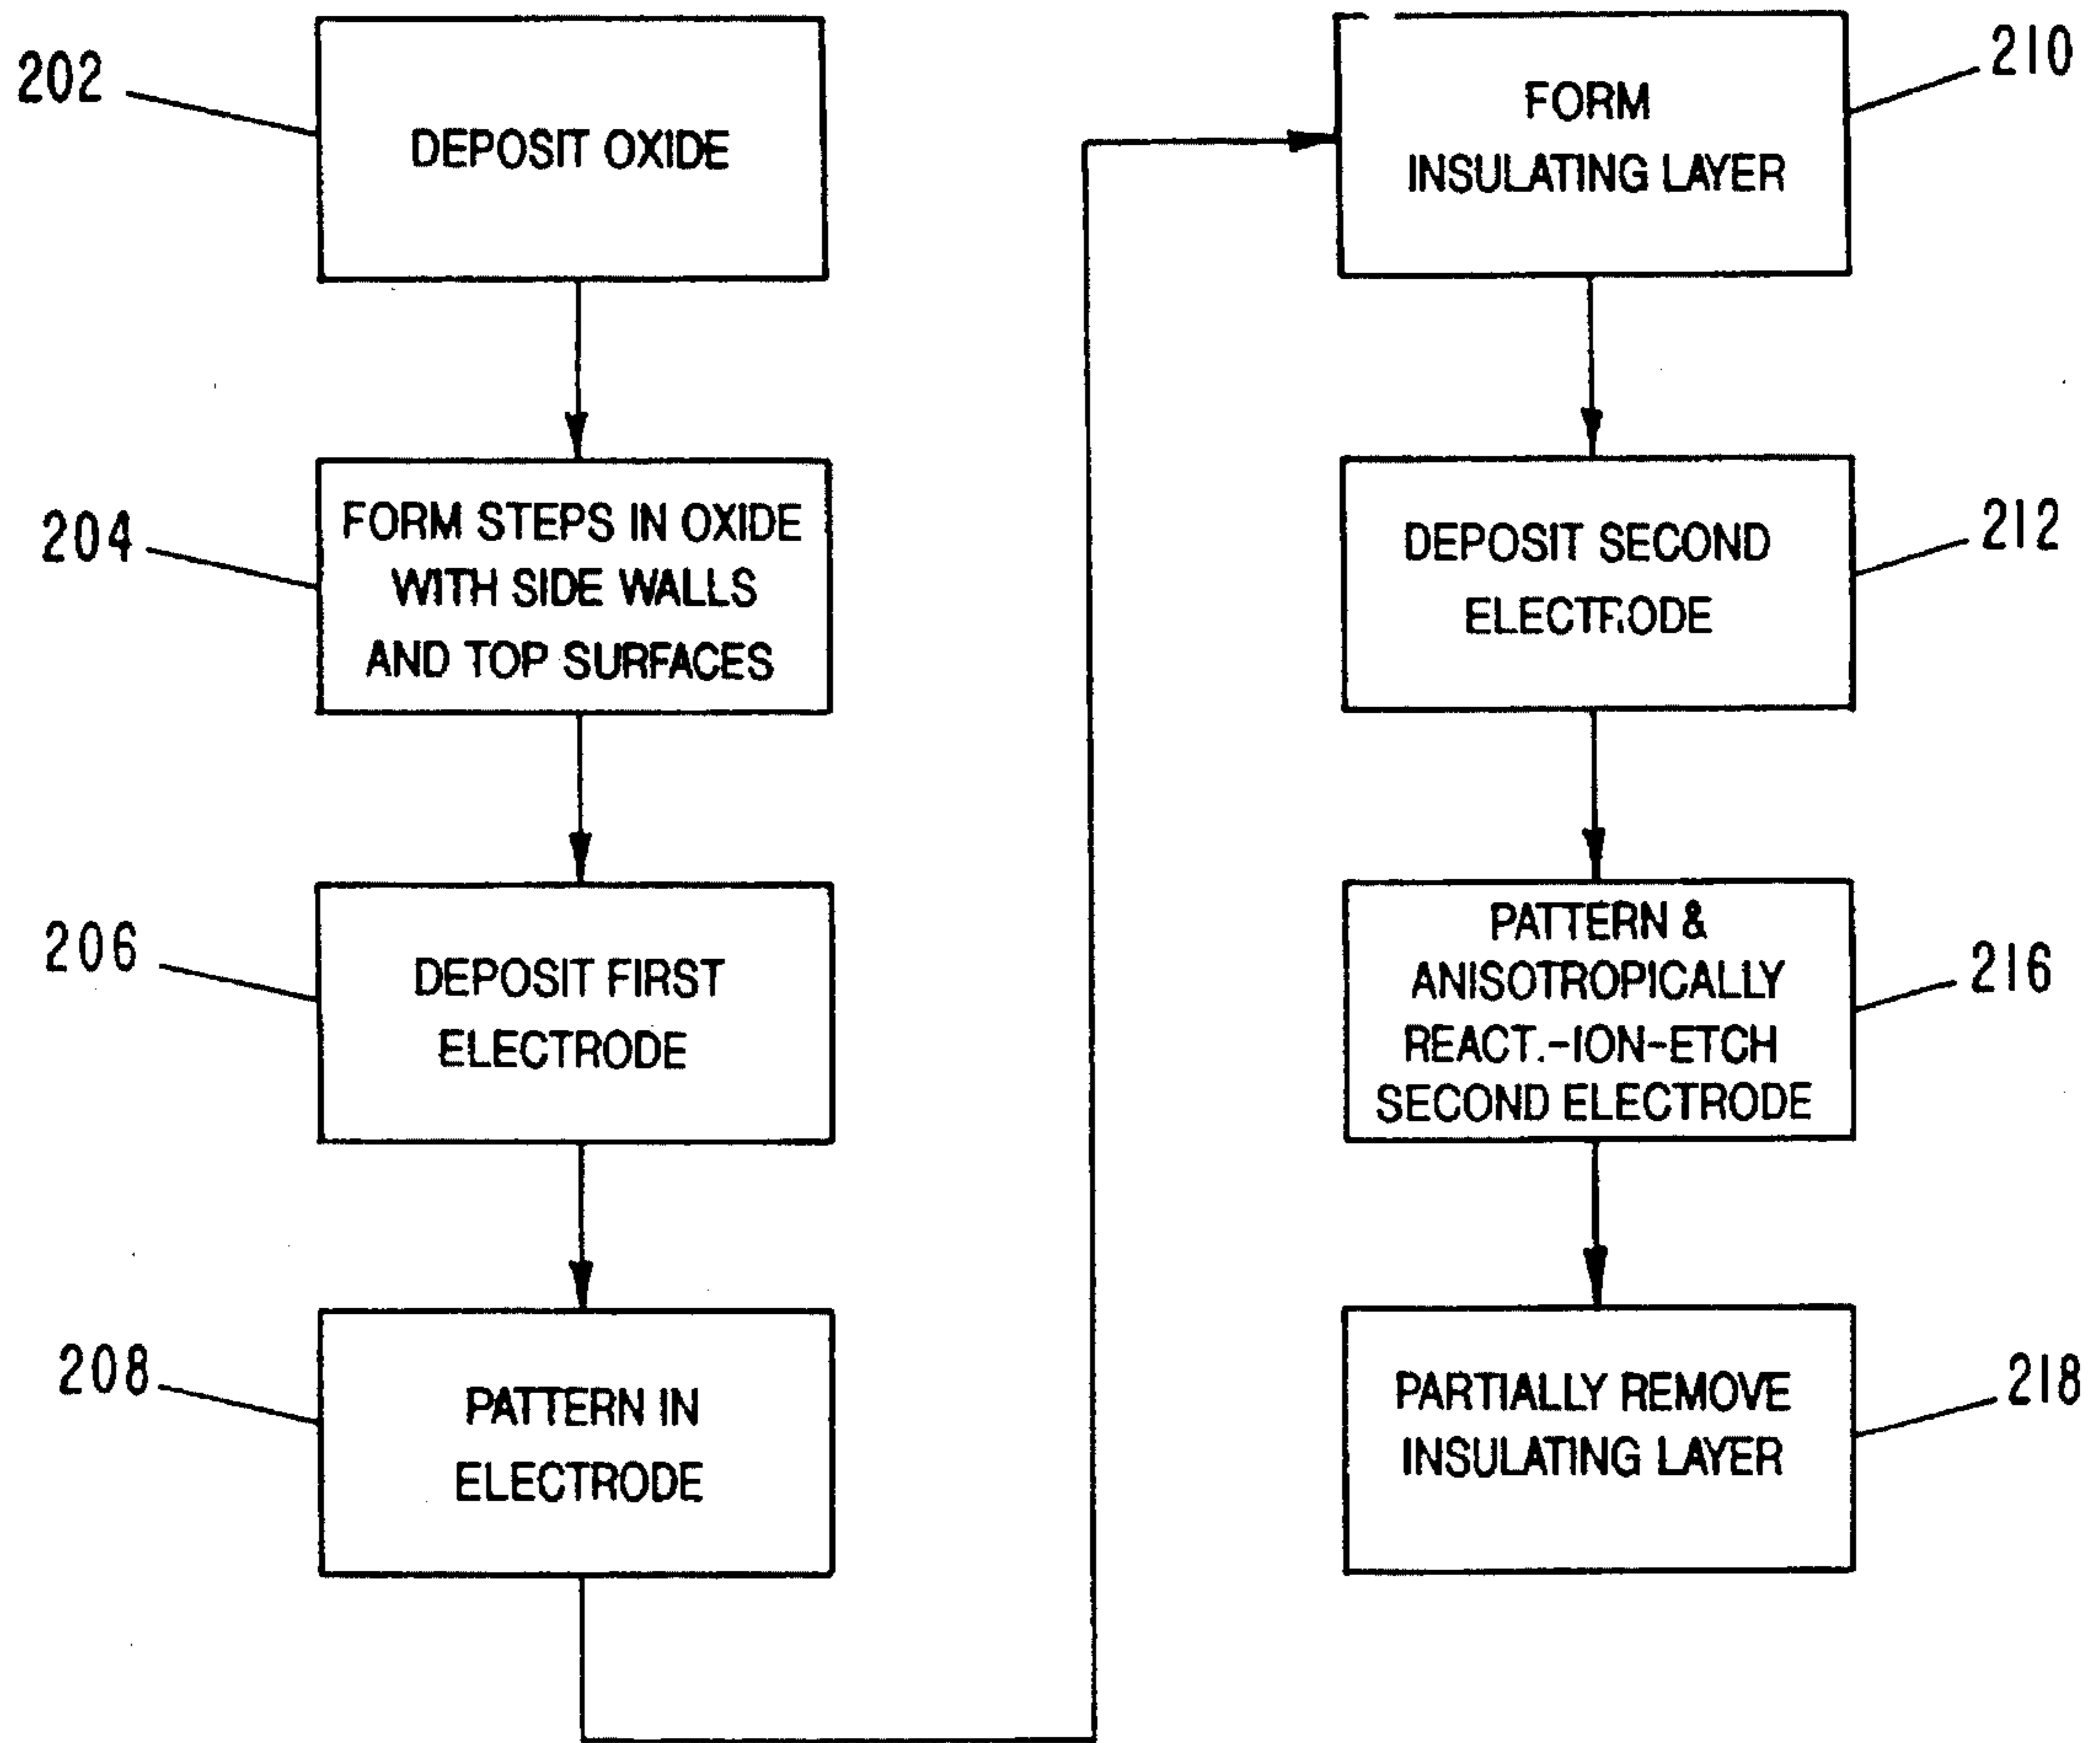 202
DEPOSIT OXIDE
204
FORM STEPS IN OXIDE
WITH SIDE WALLS
AND TOP SURFACES
206
DEPOSIT FIRST
ELECTRODE
208
PATTERN IN
ELECTRODE
210
FORM
INSULATING LAYER
212
DEPOSIT SECOND
ELECTRODE
216
PATTERN &
ANISOTROPICALLY
REACT.-ION-ETCH
SECOND ELECTRODE
218
PARTIALLY REMOVE
INSULATING LAYER